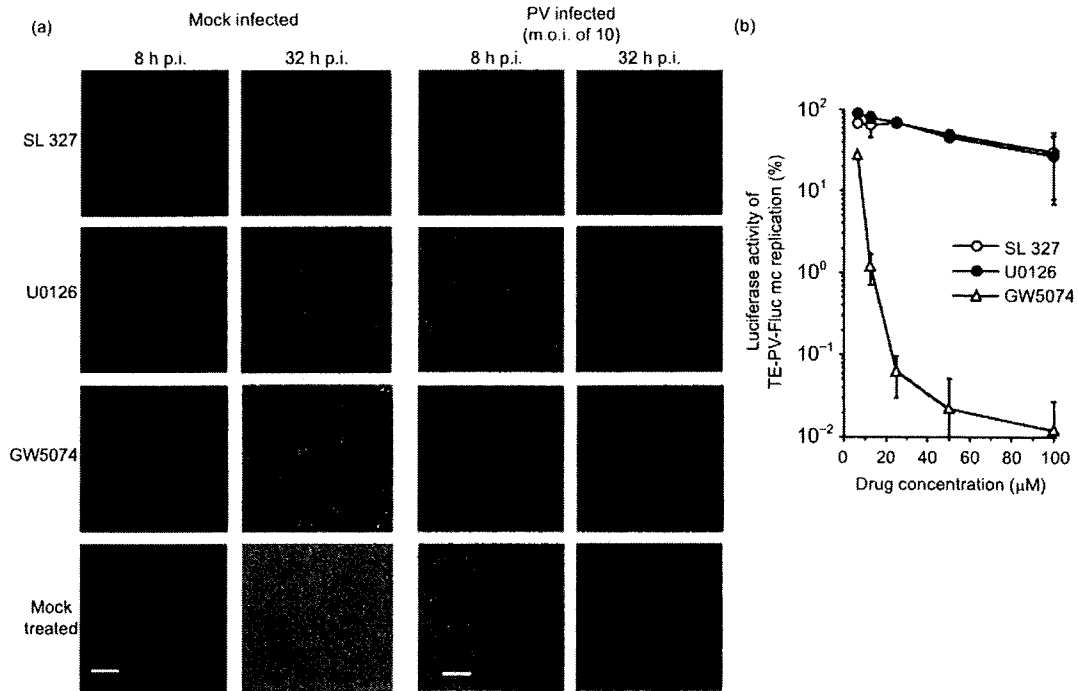 (a)
Mock infected
PV infected
(m.o.i. of 10)
8 h p.i.
32 h p.i.
8 h p.i.
32 h p.i.
SL 327
U0126
GW5074
Mock
treated
(b)
Luciferase activity of
TE-PV-Fluc mc replication (%)
10²
10¹
10⁰
10⁻¹
10⁻²
0
20
40
60
80
100
Drug concentration (μM)
SL 327
U0126
GW5074